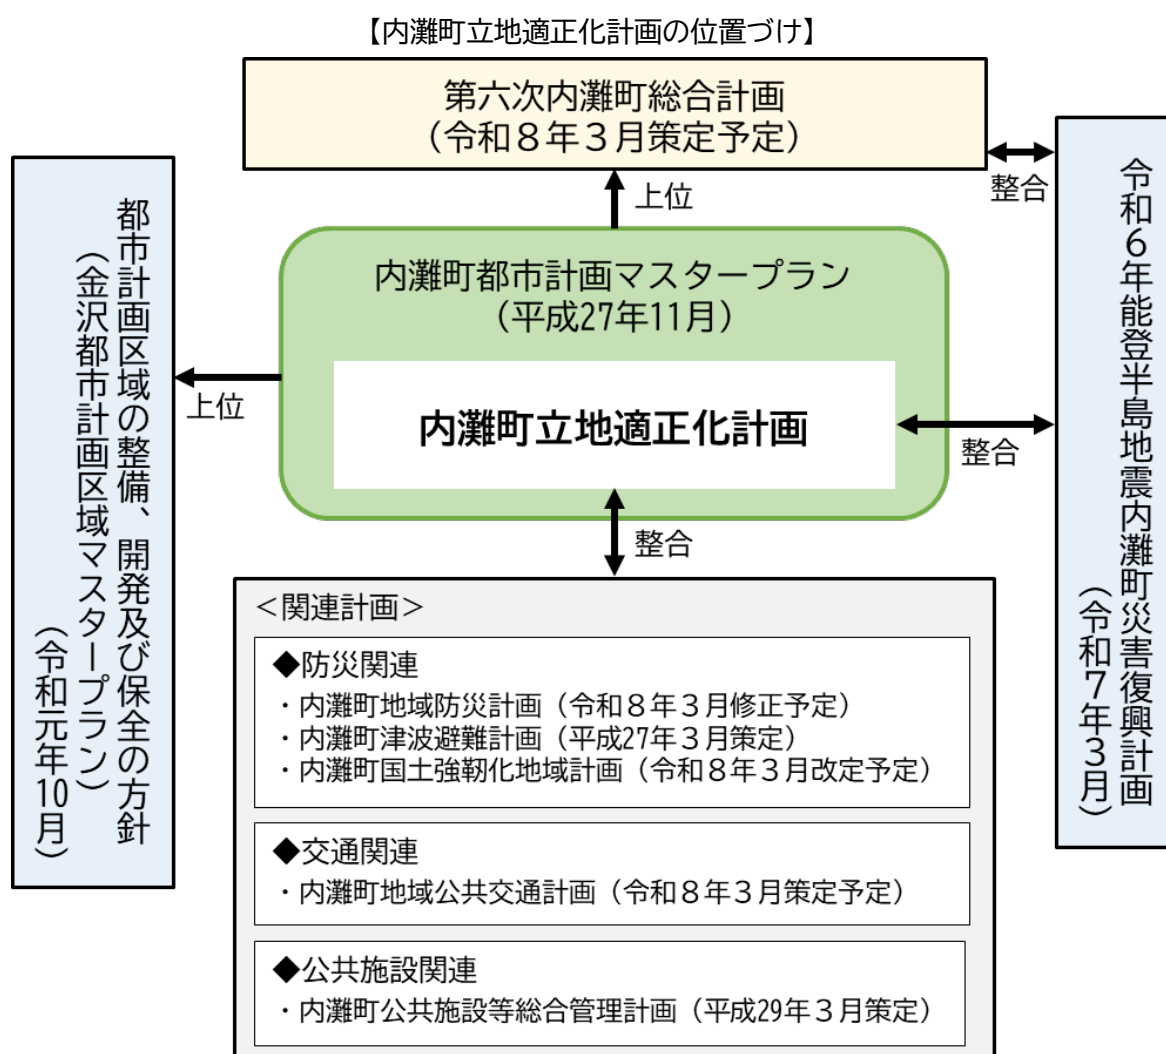 【内灘町立地適正化計画の位置づけ】
第六次内灘町総合計画
（令和８年３月策定予定）
整合
上位
都市計画区域の整備、開発及び保全の方針
（金沢都市計画区域マスタープラン）
（令和元年10月）
上位
内灘町都市計画マスタープラン
（平成27年11月）
内灘町立地適正化計画
整合
令和６年能登半島地震内灘町災害復興計画
（令和７年３月）
整合
＜関連計画＞
◆防災関連
・内灘町地域防災計画（令和８年３月修正予定）
・内灘町津波避難計画（平成27年３月策定）
・内灘町国土強靭化地域計画（令和８年３月改定予定）
◆交通関連
・内灘町地域公共交通計画（令和８年３月策定予定）
◆公共施設関連
・内灘町公共施設等総合管理計画（平成29年３月策定）